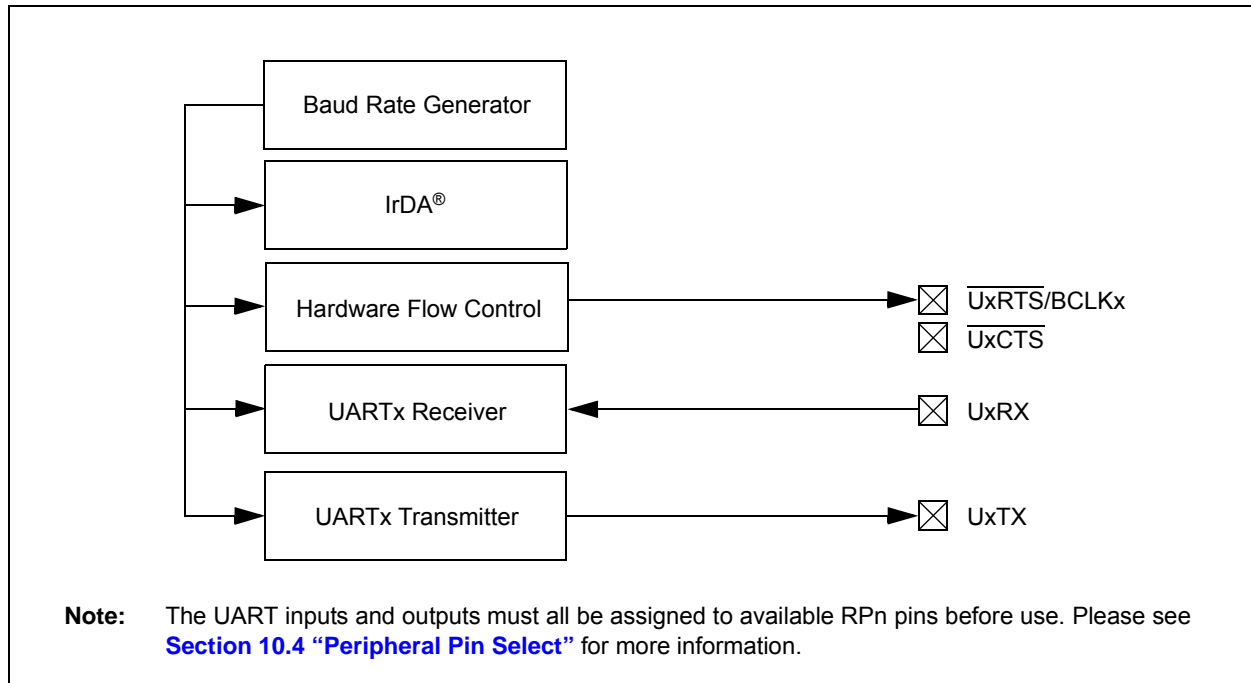 Baud Rate Generator
IrDA®
Hardware Flow Control
U̅x̅R̅T̅S̅/BCLKx
U̅x̅C̅T̅S̅
UARTx Receiver
UxRX
UARTx Transmitter
UxTX
Note: The UART inputs and outputs must all be assigned to available RPn pins before use. Please see
Section 10.4 “Peripheral Pin Select” for more information.